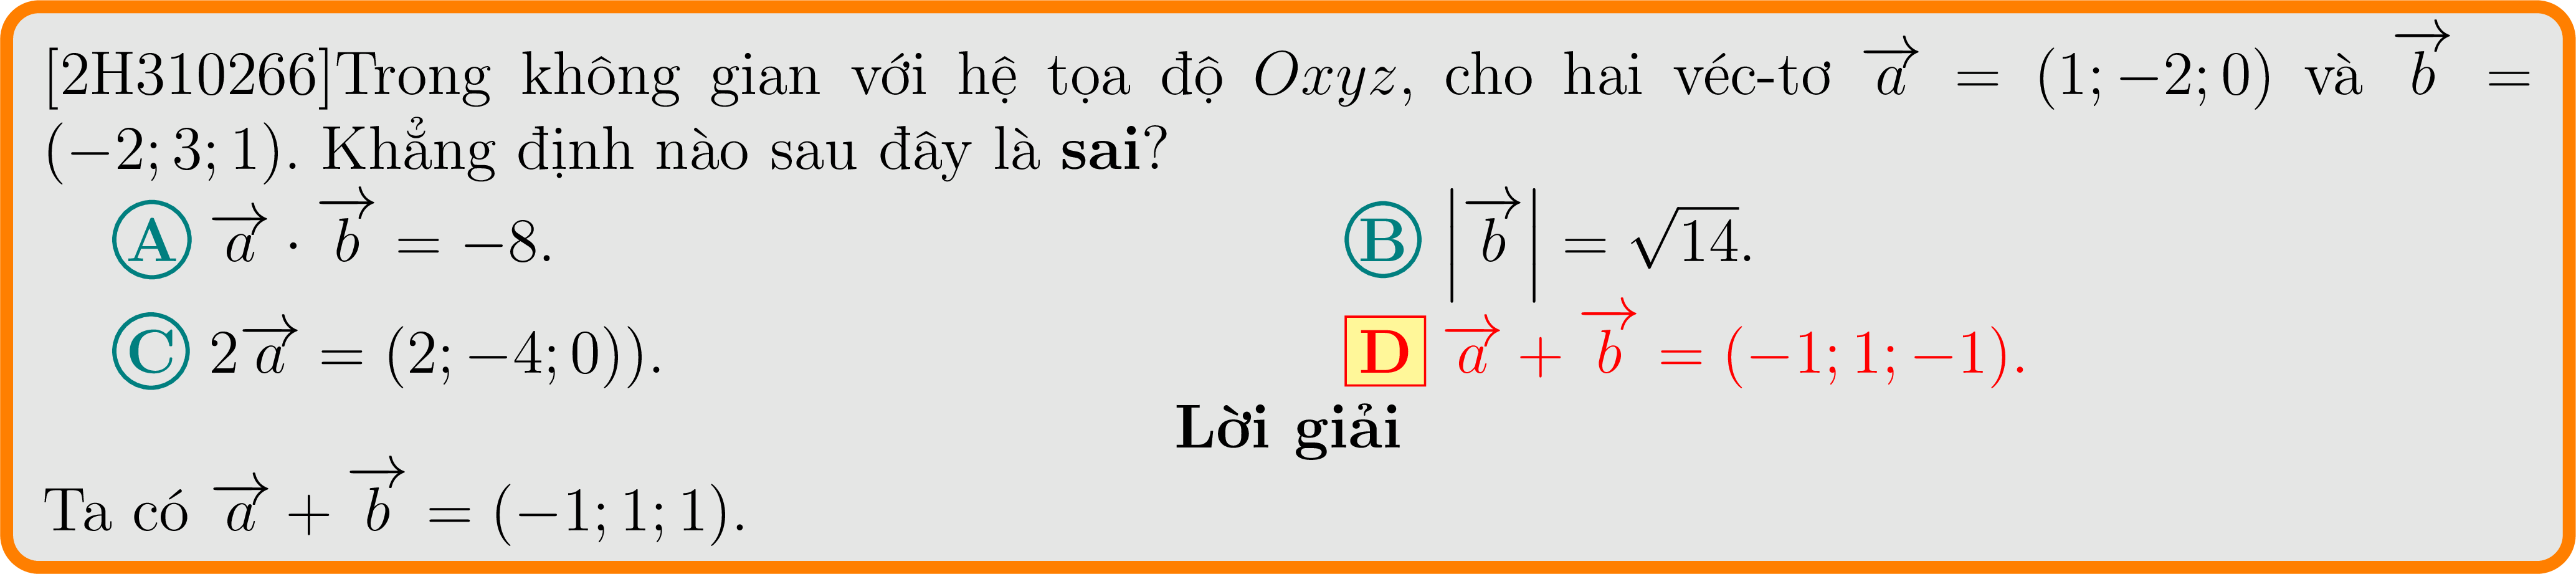 [2H310266]Trong không gian với hệ tọa độ Oxyz, cho hai véc-tơ $\overrightarrow{a}$ = (1; −2; 0) và $\overrightarrow{b}$ =
(−2; 3; 1). Khẳng định nào sau đây là sai?
A $\overrightarrow{a} \cdot \overrightarrow{b} = -8$. B $\left|\overrightarrow{b}\right| = \sqrt{14}$.
C $2\overrightarrow{a} = (2; -4; 0))$. D $\overrightarrow{a} + \overrightarrow{b} = (-1; 1; -1)$.
Lời giải
Ta có $\overrightarrow{a} + \overrightarrow{b} = (-1; 1; 1)$.